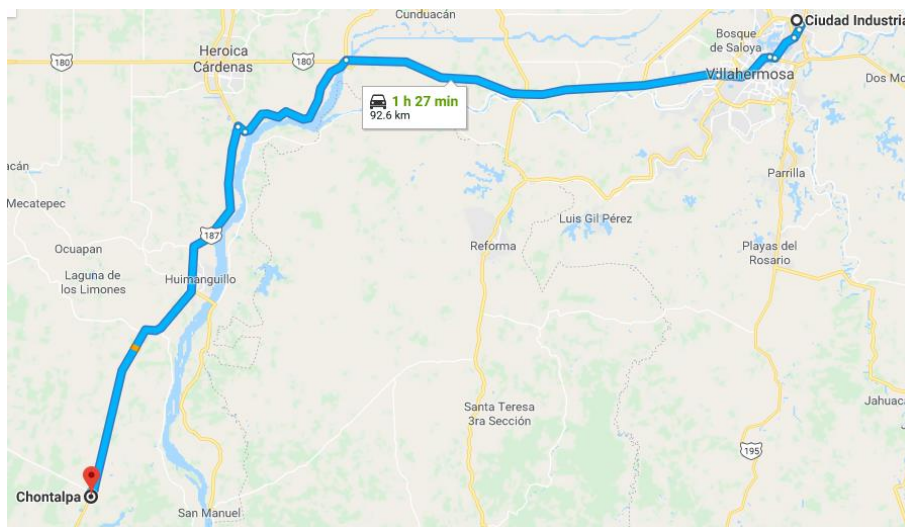 Cunduacán
Ciudad Industria
Bosque
de Saloya
Heroica
Cárdenas
180
180
Villahermosa
Dos Mo
1 h 27 min
92.6 km
acán
Mecatepec
Parrilla
187
Luis Gil Pérez
Ocuapan
Reforma
Playas del
Rosario
Laguna de
los Limones
Huimanguillo
Jahuaca
Santa Teresa
3ra Sección
195
Chontalpa
San Manuel